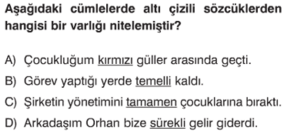 Aşağıdaki cümlelerde altı çizili sözcüklerden
hangisi bir varlığı nitelemiştir?
A) Çocukluğum kırmızı güller arasında geçti.
B) Görev yaptığı yerde temelli kaldı.
C) Şirketin yönetimini tamamen çocuklarına bıraktı.
D) Arkadaşım Orhan bize sürekli gelir giderdi.